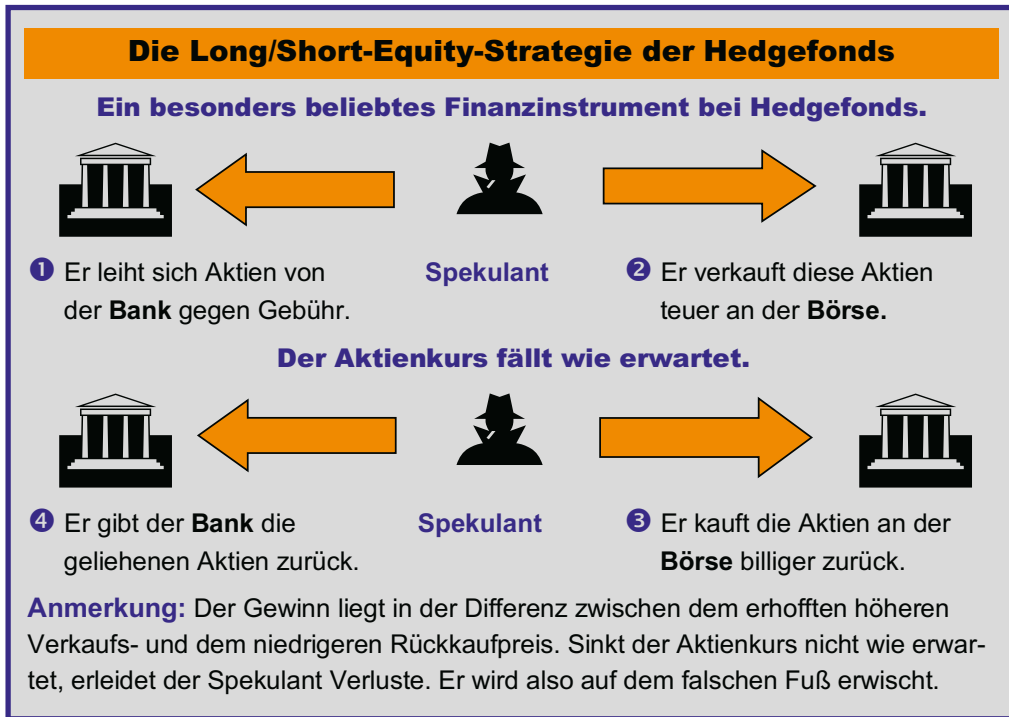 Die Long/Short-Equity-Strategie der Hedgefonds
Ein besonders beliebtes Finanzinstrument bei Hedgefonds.
❶ Er leiht sich Aktien von
der Bank gegen Gebühr.
Spekulant
❷ Er verkauft diese Aktien
teuer an der Börse.
Der Aktienkurs fällt wie erwartet.
❹ Er gibt der Bank die
geliehenen Aktien zurück.
Spekulant
❸ Er kauft die Aktien an der
Börse billiger zurück.
Anmerkung: Der Gewinn liegt in der Differenz zwischen dem erhofften höheren
Verkaufs- und dem niedrigeren Rückkaufpreis. Sinkt der Aktienkurs nicht wie erwar-
tet, erleidet der Spekulant Verluste. Er wird also auf dem falschen Fuß erwischt.